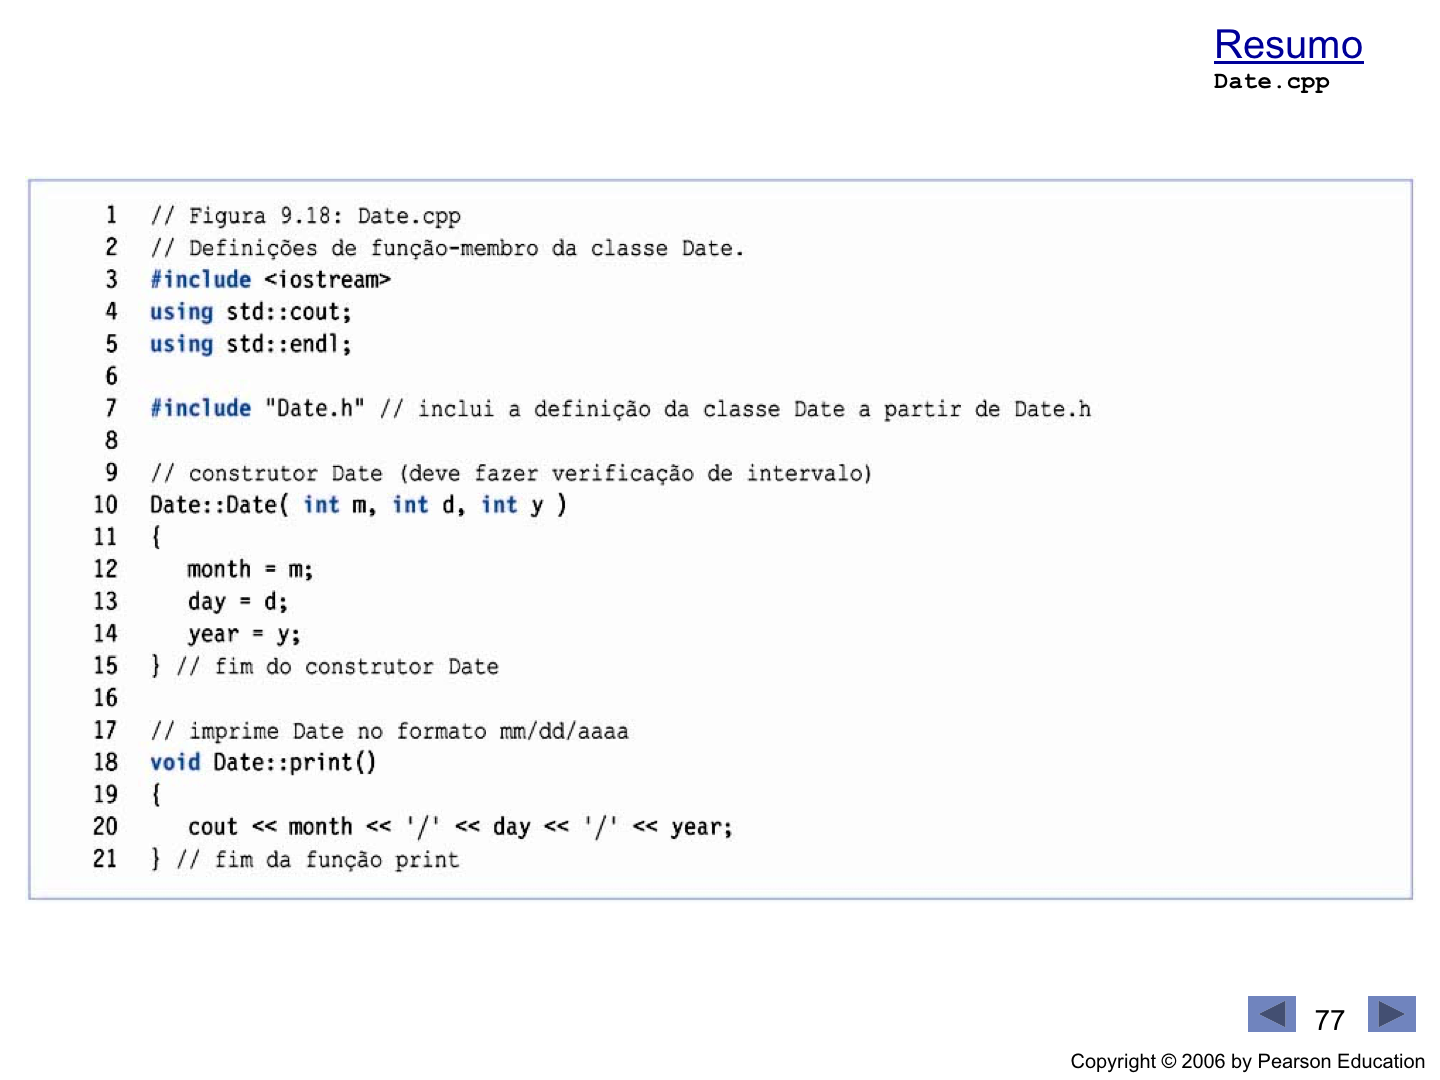 Resumo
Date.cpp
1 // Figura 9.18: Date.cpp
2 // Definições de função-membro da classe Date.
3 #include <iostream>
4 using std::cout;
5 using std::endl;
6
7 #include "Date.h" // inclui a definição da classe Date a partir de Date.h
8
9 // construtor Date (deve fazer verificação de intervalo)
10 Date::Date( int m, int d, int y )
11 {
12    month = m;
13    day = d;
14    year = y;
15 } // fim do construtor Date
16
17 // imprime Date no formato mm/dd/aaaa
18 void Date::print()
19 {
20    cout << month << '/' << day << '/' << year;
21 } // fim da função print
77
Copyright © 2006 by Pearson Education